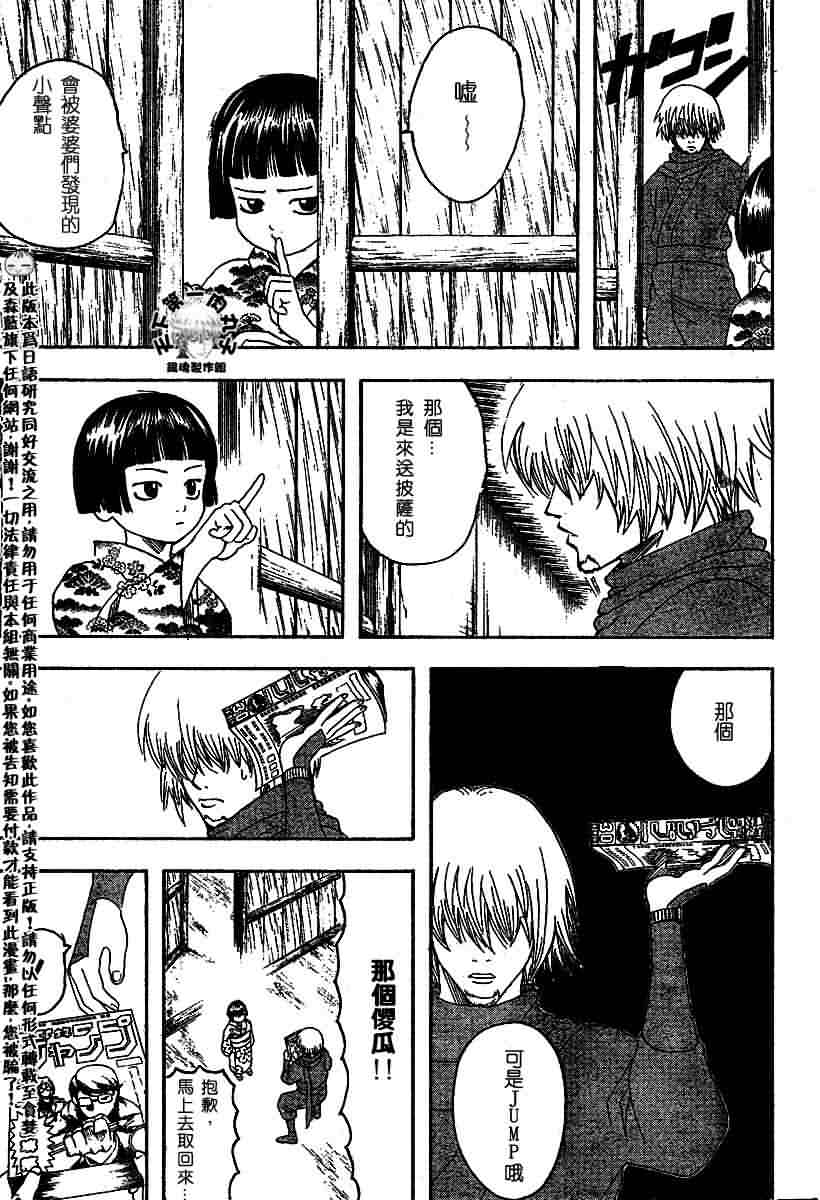 ガコン
噓～
會被婆婆們發現的
小聲點
那個…
我是來送披薩的
那個
可是JUMP哦
那個傻瓜!!
抱歉，
馬上去取回來…
ジャンプ
此版本為日語研究同好交流之用，請勿用于任何商業用途，如您喜歡此作品，請支持正版！請勿以任何形式轉載至貪婪
及森藍旗下任何網站，謝謝！一切法律責任與本組無關，如果您被告知需要付款才能看到此漫畫，那麼，您被騙了！